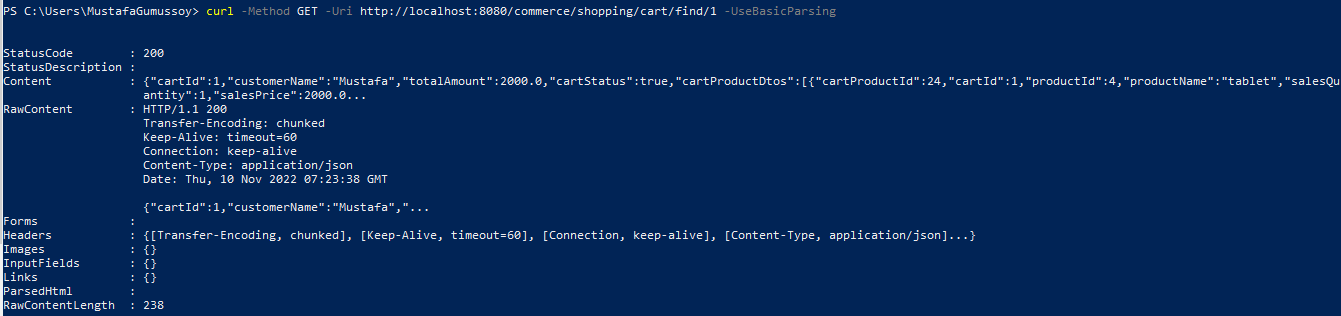 PS C:\Users\MustafaGumussoy> curl -Method GET -Uri http://localhost:8080/commerce/shopping/cart/find/1 -UseBasicParsing
StatusCode : 200
StatusDescription :
Content : {"cartId":1,"customerName":"Mustafa","totalAmount":2000.0,"cartStatus":true,"cartProductDtos":[{"cartProductId":24,"cartId":1,"productId":4,"productName":"tablet","salesQu
antity":1,"salesPrice":2000.0...
RawContent : HTTP/1.1 200
Transfer-Encoding: chunked
Keep-Alive: timeout=60
Connection: keep-alive
Content-Type: application/json
Date: Thu, 10 Nov 2022 07:23:38 GMT
{"cartId":1,"customerName":"Mustafa","...
Forms :
Headers : {[Transfer-Encoding, chunked], [Keep-Alive, timeout=60], [Connection, keep-alive], [Content-Type, application/json]...}
Images : {}
InputFields : {}
Links : {}
ParsedHtml :
RawContentLength : 238